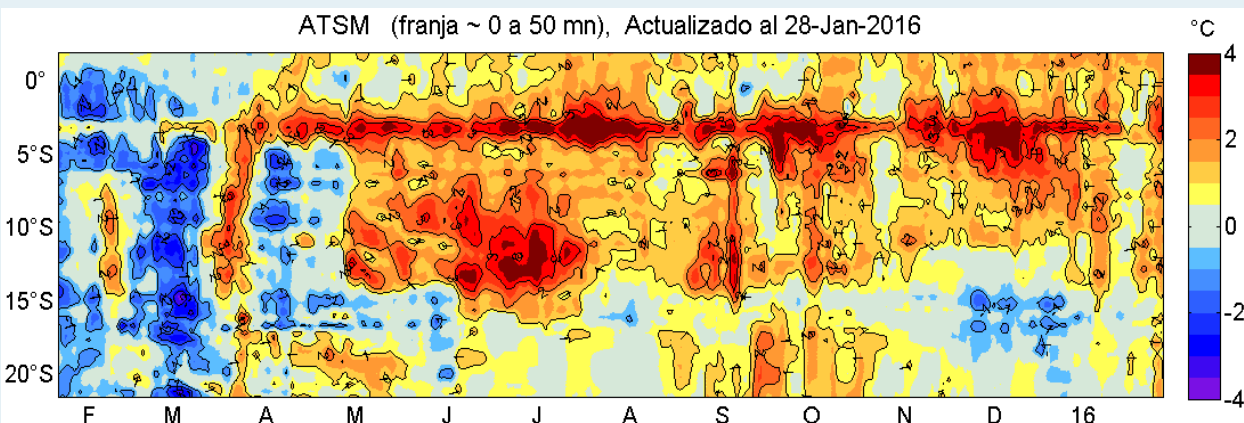 ATSM (franja ~ 0 a 50 mn), Actualizado al 28-Jan-2016
°C
4
2
0
-2
-4
0°
5°S
10°S
15°S
20°S
F M A M J J A S O N D 16